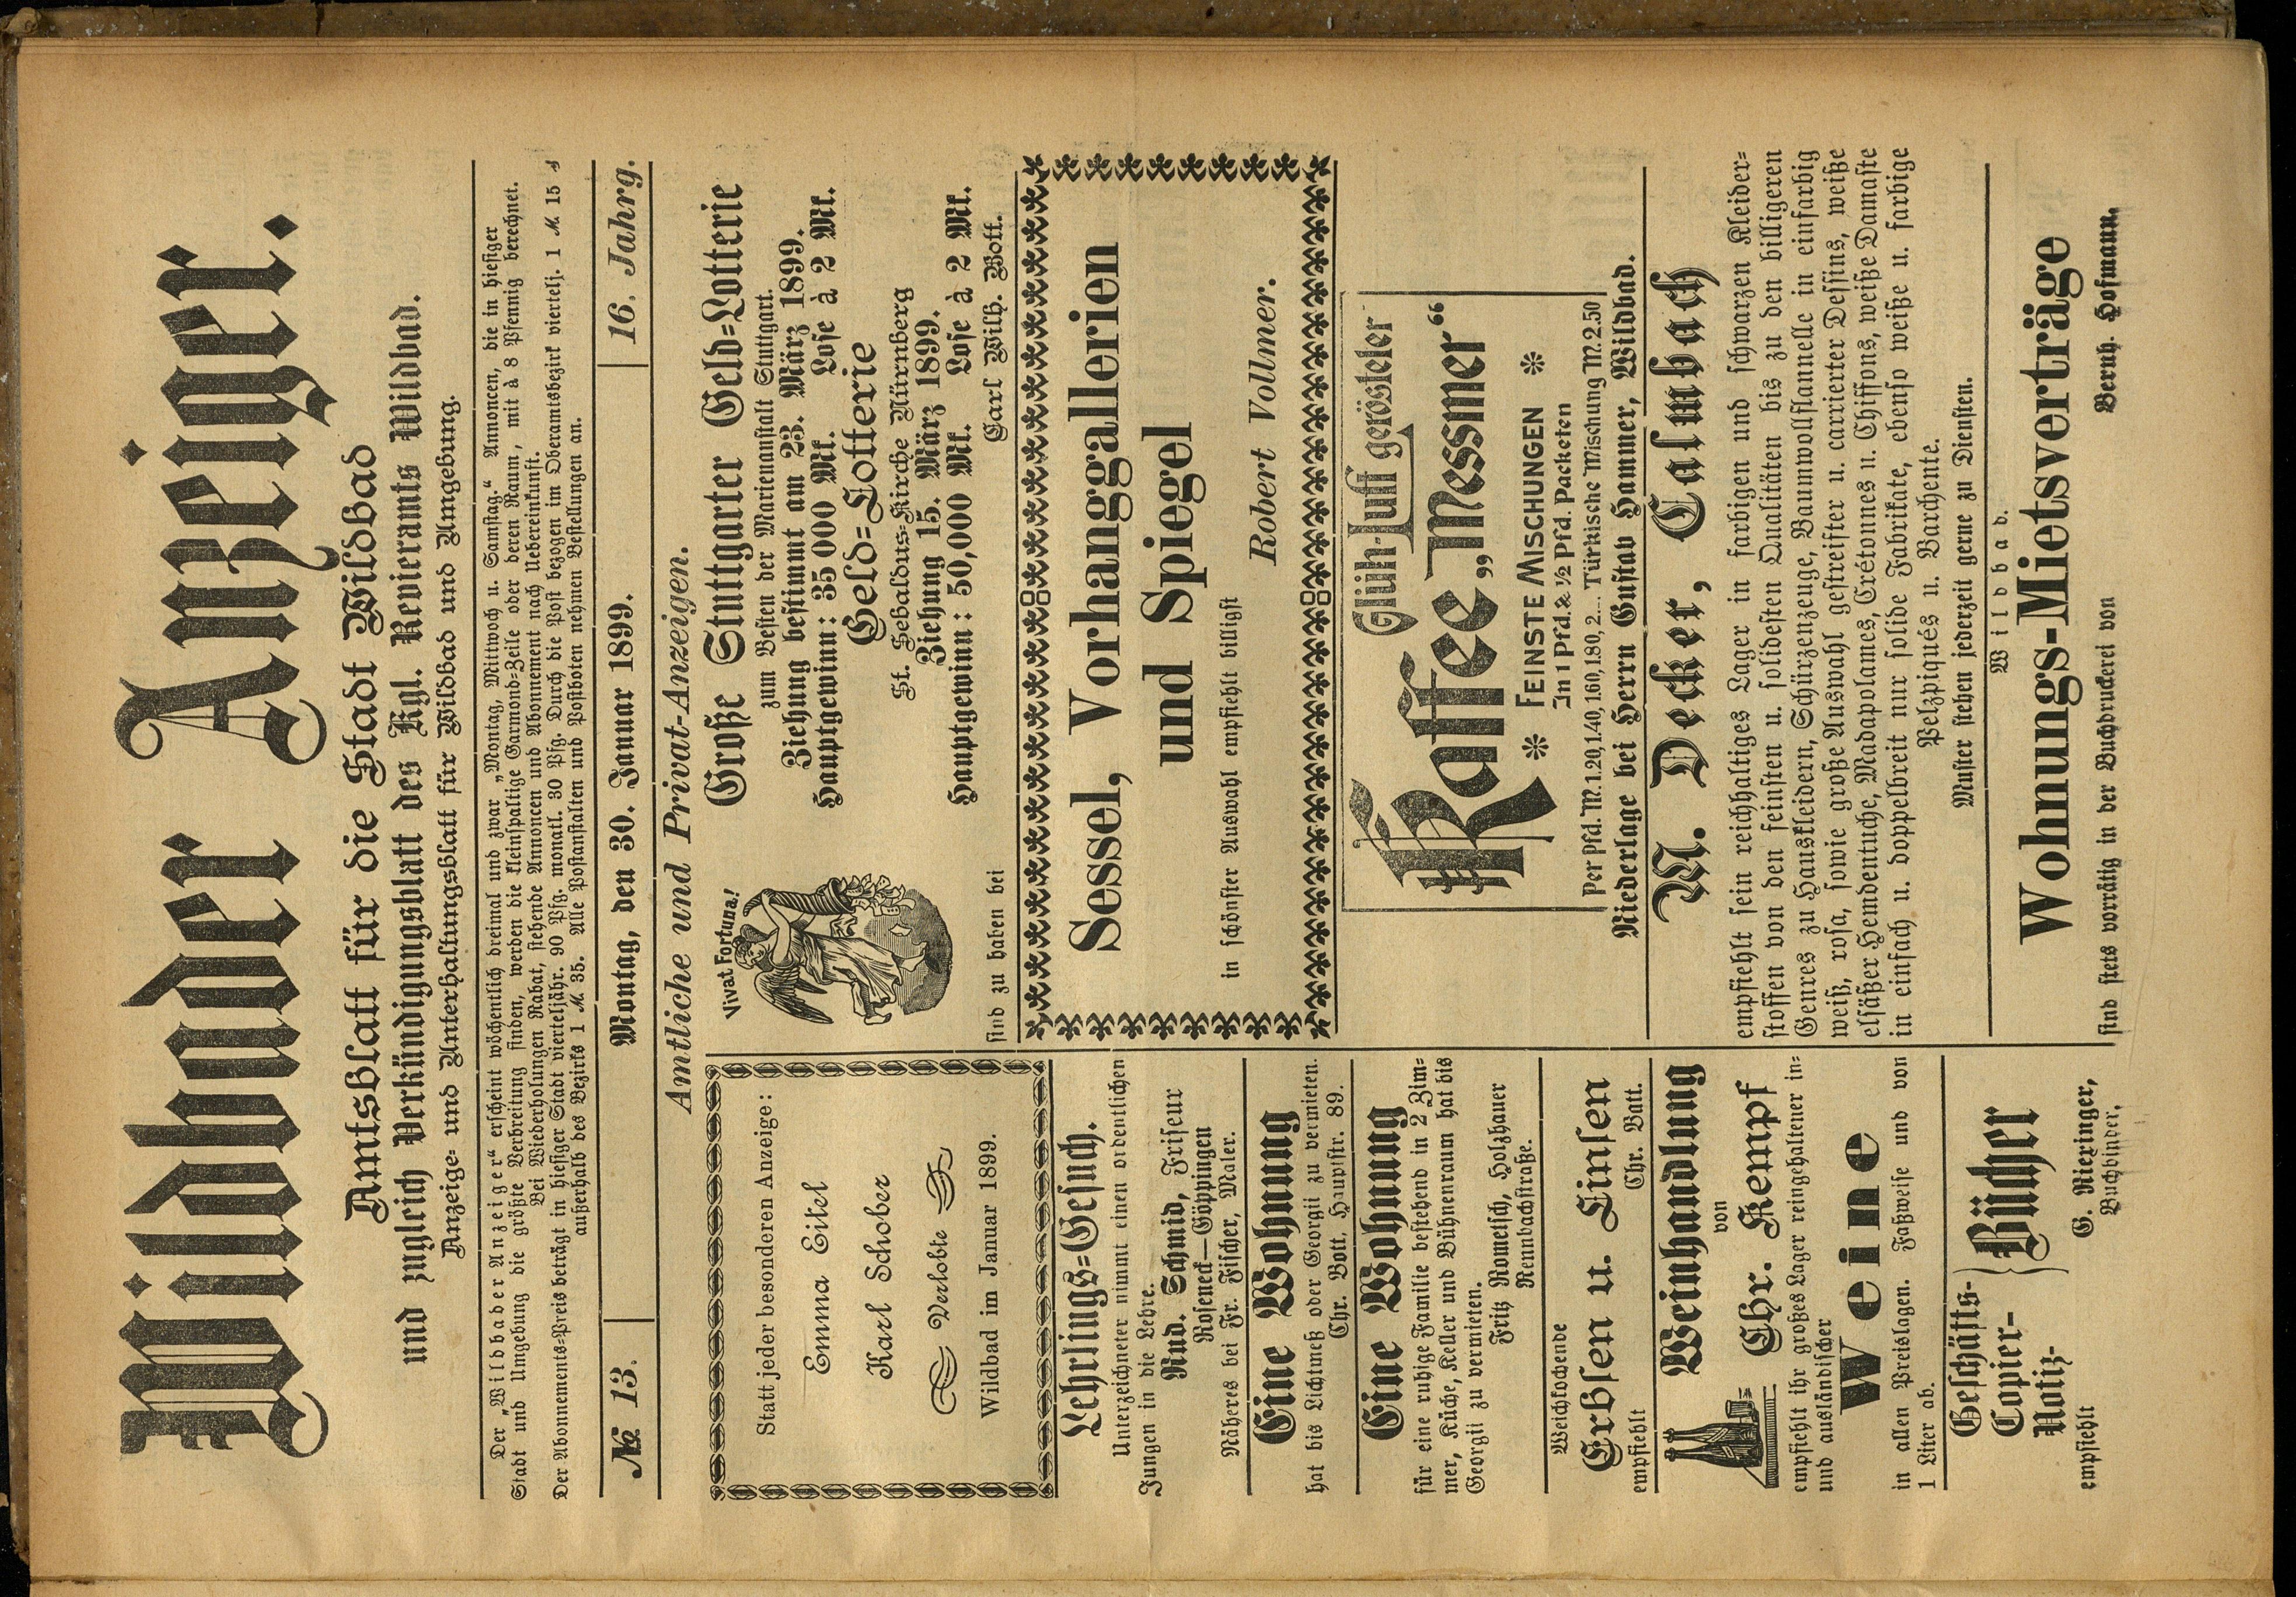 Wildbader Anzeiger.
Amtsblatt für die Stadt Wildbad
und zugleich Verkündigungsblatt des Kgl. Revieramts Wildbad.
Anzeige- und Unterhaltungsblatt für Wildbad und Umgebung.
Der „Wildbader Anzeiger“ erscheint wöchentlich dreimal und zwar „Montag, Mittwoch u. Samstag.“ Annoncen, die in hiesiger
Stadt und Umgebung die größte Verbreitung finden, werden die kleinspaltige Garmond-Zeile oder deren Raum, mit à 8 Pfennig berechnet.
Bei Wiederholungen Rabat, stehende Annoncen und Abonnement nach Uebereinkunft.
Der Abonnements-Preis beträgt in hiesiger Stadt vierteljähr. 90 Pfg. monatl. 30 Pfg. Durch die Post bezogen im Oberamtsbezirk viertelj. 1 M 15 ₰
außerhalb des Bezirks 1 M 35. Alle Postanstalten und Postboten nehmen Bestellungen an.
№ 13. Montag, den 30. Januar 1899. 16. Jahrg.
Amtliche und Privat-Anzeigen.
Statt jeder besonderen Anzeige:
Emma Eitel
Karl Schober
Verlobte
Wildbad im Januar 1899.
Lehrlings-Gesuch.
Unterzeichneter nimmt einen ordentlichen
Jungen in die Lehre.
Rud. Schmid, Friseur
Roseneck—Göppingen
Näheres bei Fr. Fischer, Maler.
Eine Wohnung
hat bis Lichtmeß oder Georgii zu vermieten.
Chr. Bott, Hauptstr. 89.
Eine Wohnung
für eine ruhige Familie bestehend in 2 Zim-
mer, Küche, Keller und Bühnenraum hat bis
Georgii zu vermieten.
Fritz Rometsch, Holzhauer
Rennbachstraße.
Weichkochende
Erbsen u. Linsen
empfiehlt Chr. Batt.
Weinhandlung
von
Chr. Kempf
empfiehlt ihr großes Lager reingehaltener in-
und ausländischer
Weine
in allen Preislagen. Faßweise und von
1 Liter ab.
Geschäfts-
Copier-
Notiz-
Bücher
empfiehlt G. Riexinger,
Buchbinder.
Vivat Fortuna!
Große Stuttgarter Geld-Lotterie
zum Besten der Marienanstalt Stuttgart.
Ziehung bestimmt am 23. März 1899.
Hauptgewinn: 35 000 Mk. Lose à 2 Mk.
Geld-Lotterie
St. Sebaldus-Kirche Nürnberg
Ziehung 15. März 1899.
Hauptgewinn: 50,000 Mk. Lose à 2 Mk.
sind zu haben bei Carl Wilh. Bott.
Sessel, Vorhanggallerien
und Spiegel
in schönster Auswahl empfiehlt billigst
Robert Vollmer.
Glüh-Luft gerösteter
Kaffee „Messmer“
FEINSTE MISCHUNGEN
In 1 Pfd. & ½ Pfd. Packeten
Per Pfd. M. 1.20, 1.40, 1.60, 1.80, 2.– Türkische Mischung M. 2.50
Niederlage bei Herrn Gustav Hammer, Wildbad.
M. Decker, Calmbach
empfiehlt sein reichhaltiges Lager in farbigen und schwarzen Kleider-
stoffen von den feinsten u. solidesten Qualitäten bis zu den billigeren
Genres zu Hauskleidern, Schürzenzeuge, Baumwollflannelle in einfarbig
weiß, rosa, sowie große Auswahl gestreifter u. carrierter Dessins, weiße
elsäßer Hemdentuche, Madapolames, Crétonnes u. Chiffons, weiße Damaste
in einfach u. doppelbreit nur solide Fabrikate, ebenso weiße u. farbige
Pelzpiqués u. Barchente.
Muster stehen jederzeit gerne zu Diensten.
Wildbad.
Wohnungs-Mietsverträge
sind stets vorrätig in der Buchdruckerei von Bernh. Hofmann.